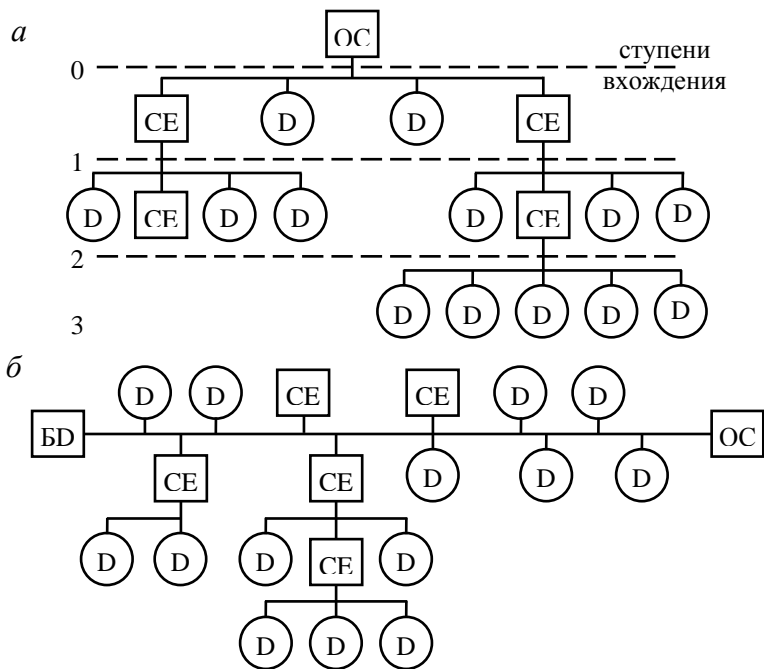 а
ОС
ступени
0
вхождения
СЕ D D СЕ
1
D СЕ D D D СЕ D D
2
D D D D D
3
б
D D СЕ СЕ D D
БD ОС
СЕ СЕ D D D
D D D D
СЕ
D D D